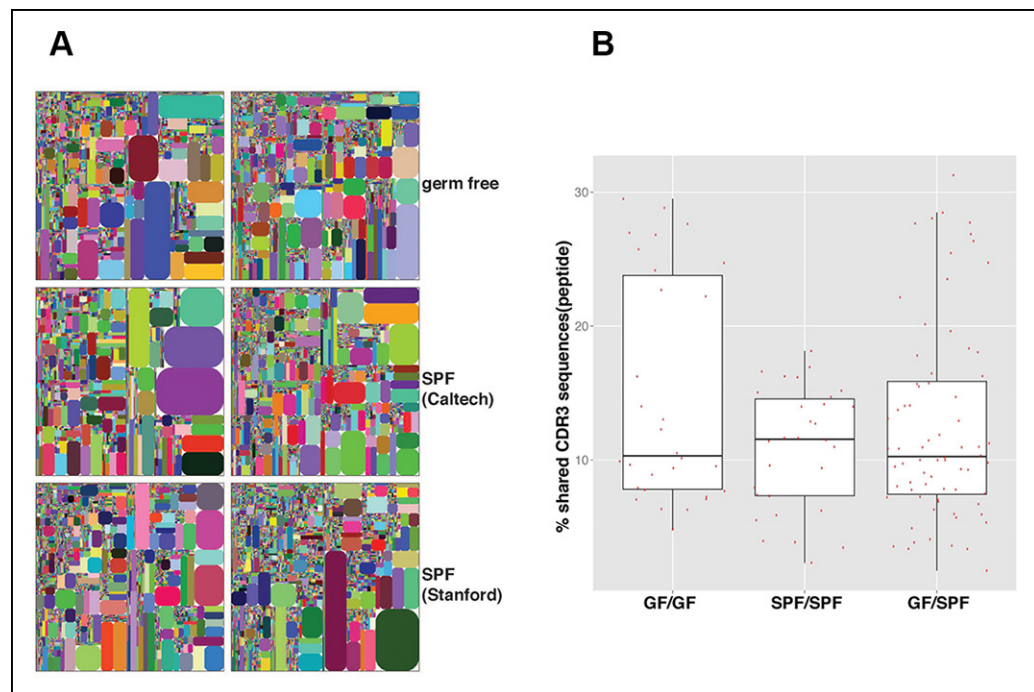 A
B
germ free
SPF
(Caltech)
SPF
(Stanford)
% shared CDR3 sequences(peptide)
30
20
10
GF/GF
SPF/SPF
GF/SPF